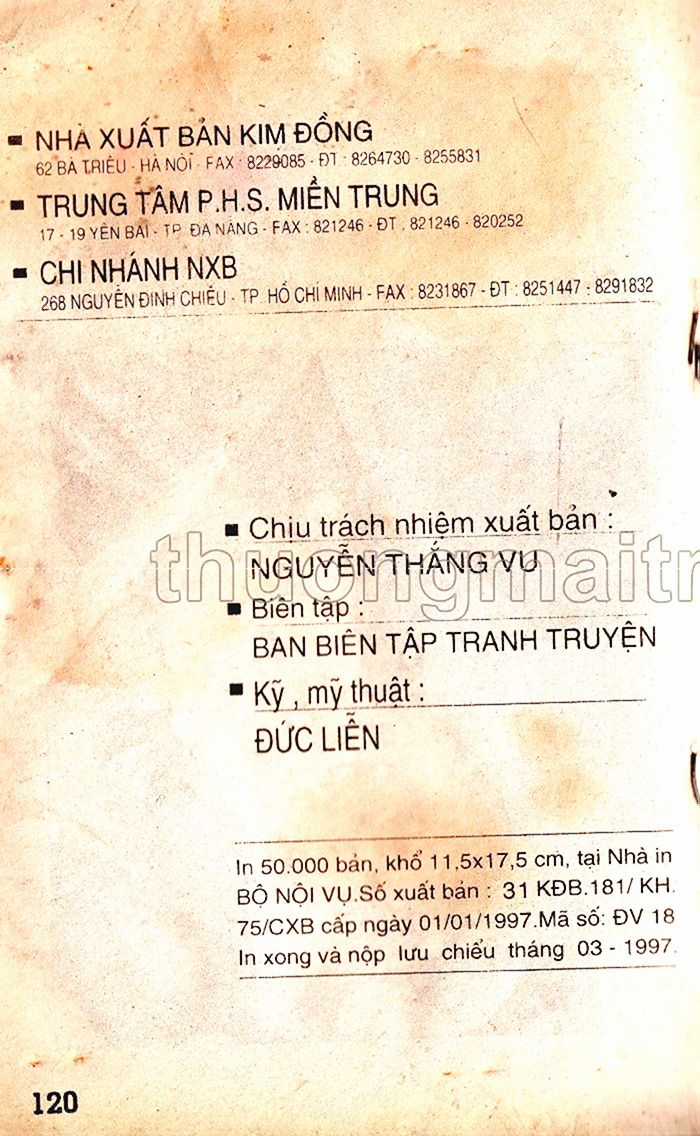 NHÀ XUẤT BẢN KIM ĐỒNG
62 BÀ TRIỆU - HÀ NỘI - FAX : 8229085 - ĐT : 8264730 - 8255831
TRUNG TÂM P.H.S. MIỀN TRUNG
17 - 19 YÊN BÁI - TP ĐÀ NẴNG - FAX : 821246 - ĐT : 821246 - 820252
CHI NHÁNH NXB
268 NGUYỄN ĐÌNH CHIỂU - TP HỒ CHÍ MINH - FAX : 8231867 - ĐT : 8251447 - 8291832
Chịu trách nhiệm xuất bản :
thuongmaitr
NGUYỄN THẮNG VU
Biên tập :
BAN BIÊN TẬP TRANH TRUYỆN
Kỹ , mỹ thuật :
ĐỨC LIỄN
In 50.000 bản, khổ 11,5x17,5 cm, tại Nhà in
BỘ NỘI VỤ.Số xuất bản : 31 KĐB.181/ KH.
75/CXB cấp ngày 01/01/1997.Mã số: ĐV 18
In xong và nộp lưu chiểu tháng 03 - 1997.
120